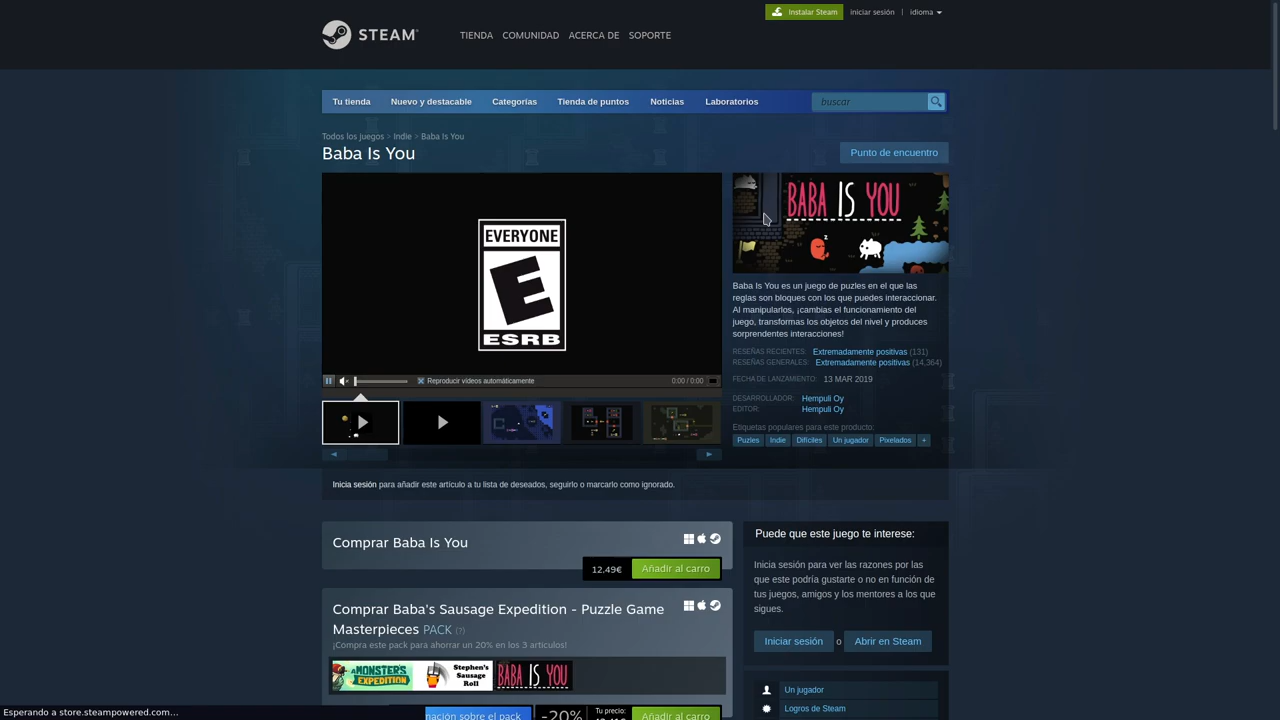 Instalar Steam
iniciar sesión | idioma
STEAM
TIENDA COMUNIDAD ACERCA DE SOPORTE
Tu tienda Nuevo y destacable Categorías Tienda de puntos Noticias Laboratorios
buscar
Todos los juegos > Indie > Baba Is You
Baba Is You
Punto de encuentro
EVERYONE
E
ESRB
Reproducir vídeos automáticamente
0:00 / 0:00
BABA IS YOU
Baba Is You es un juego de puzles en el que las
reglas son bloques con los que puedes interaccionar.
Al manipularlos, ¡cambias el funcionamiento del
juego, transformas los objetos del nivel y produces
sorprendentes interacciones!
RESEÑAS RECIENTES: Extremadamente positivas (131)
RESEÑAS GENERALES: Extremadamente positivas (14,364)
FECHA DE LANZAMIENTO: 13 MAR 2019
DESARROLLADOR: Hempuli Oy
EDITOR: Hempuli Oy
Etiquetas populares para este producto:
Puzles Indie Difíciles Un jugador Pixelados +
Inicia sesión para añadir este artículo a tu lista de deseados, seguirlo o marcarlo como ignorado.
Comprar Baba Is You
12,49€ Añadir al carro
Comprar Baba's Sausage Expedition - Puzzle Game
Masterpieces PACK (?)
¡Compra este pack para ahorrar un 20% en los 3 artículos!
A MONSTER'S
EXPEDITION
Stephen's
Sausage
Roll
BABA IS YOU
mación sobre el pack
-20%
Tu precio:
Añadir al carro
Puede que este juego te interese:
Inicia sesión para ver las razones por las
que este podría gustarte o no en función de
tus juegos, amigos y los mentores a los que
sigues.
Iniciar sesión o Abrir en Steam
Un jugador
Logros de Steam
Esperando a store.steampowered.com…